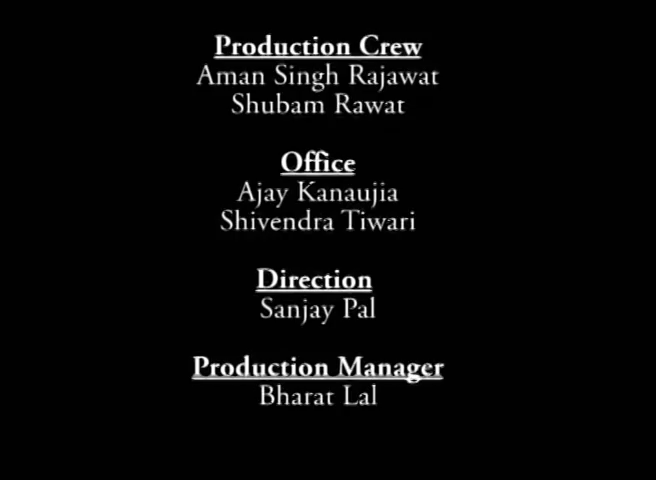 Production Crew
Aman Singh Rajawat
Shubam Rawat
Office
Ajay Kanaujia
Shivendra Tiwari
Direction
Sanjay Pal
Production Manager
Bharat Lal